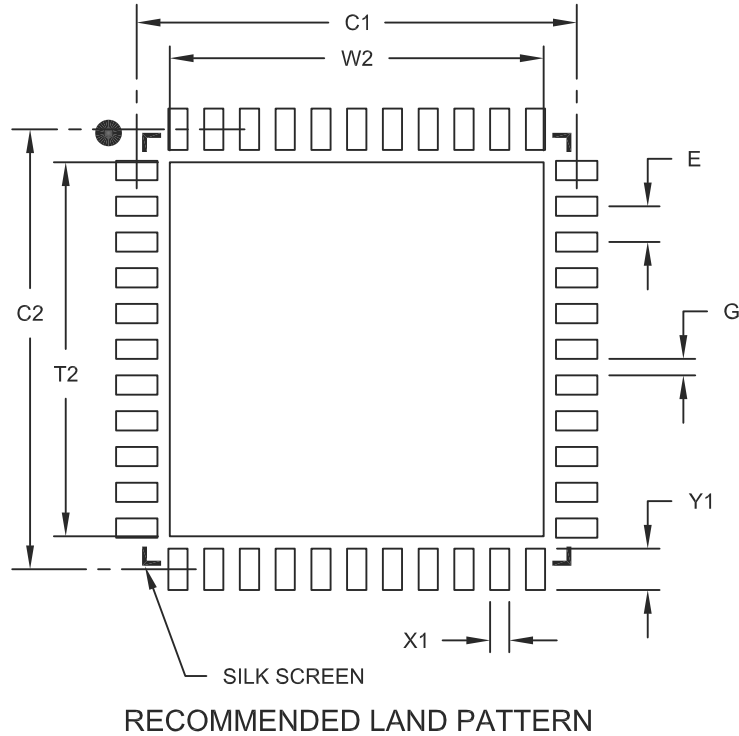 C1
W2
E
C2
G
T2
Y1
X1
SILK SCREEN
RECOMMENDED LAND PATTERN